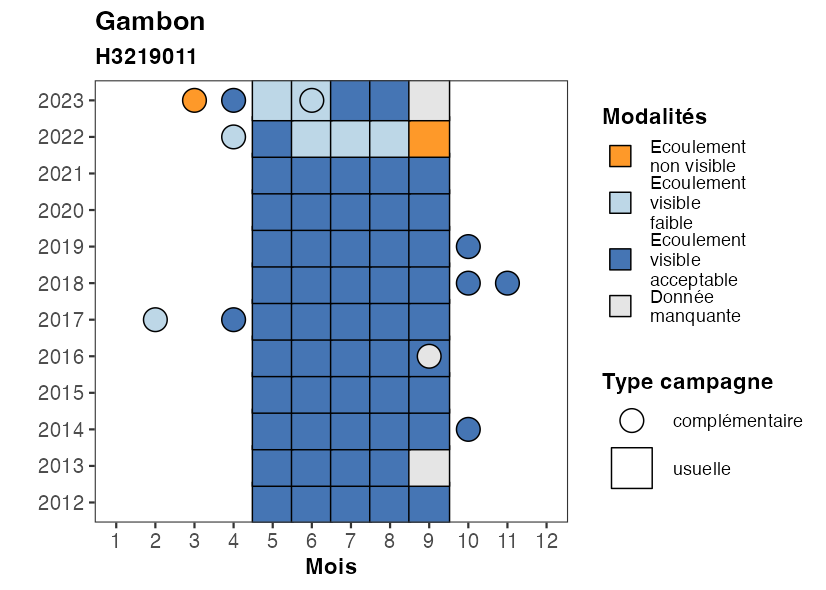 Gambon
H3219011
2023
2022
2021
2020
2019
2018
2017
2016
2015
2014
2013
2012
1 2 3 4 5 6 7 8 9 10 11 12
Mois
Modalités
Ecoulement
non visible
Ecoulement
visible
faible
Ecoulement
visible
acceptable
Donnée
manquante
Type campagne
complémentaire
usuelle